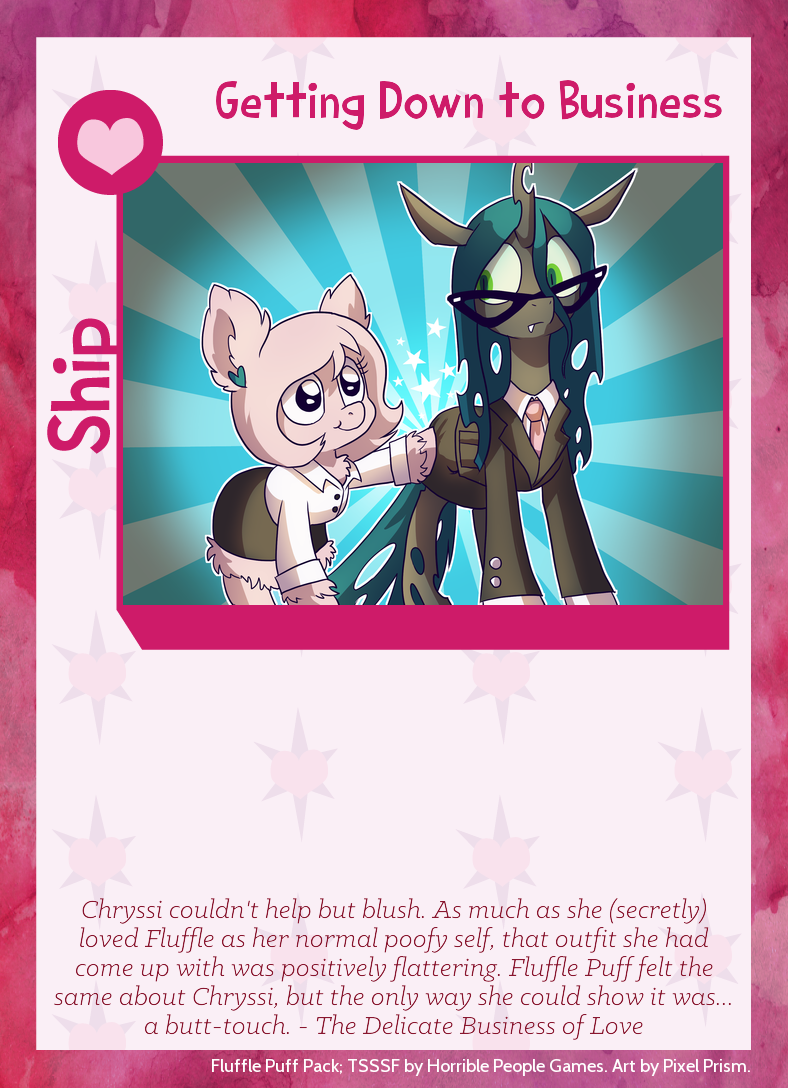 Getting Down to Business
Ship
Chryssi couldn't help but blush. As much as she (secretly)
loved Fluffle as her normal poofy self, that outfit she had
come up with was positively flattering. Fluffle Puff felt the
same about Chryssi, but the only way she could show it was...
a butt-touch. - The Delicate Business of Love
Fluffle Puff Pack; TSSSF by Horrible People Games. Art by Pixel Prism.